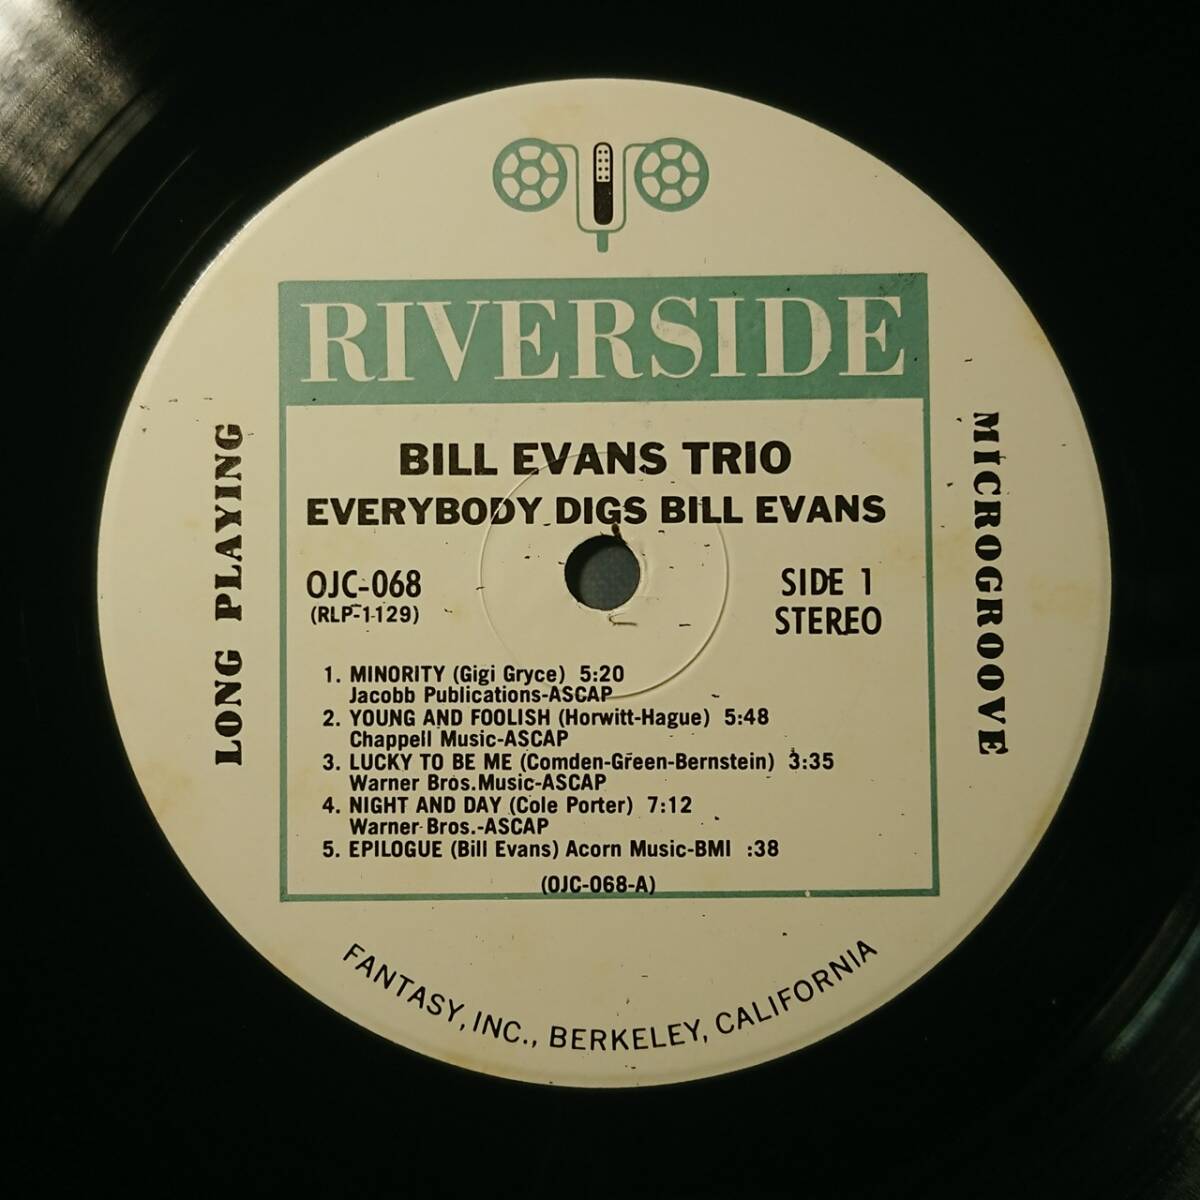 RIVERSIDE
BILL EVANS TRIO
EVERYBODY DIGS BILL EVANS
OJC-068
(RLP-1129)
SIDE 1
STEREO
LONG PLAYING
MICROGROOVE
1. MINORITY (Gigi Gryce) 5:20
Jacobb Publications-ASCAP
2. YOUNG AND FOOLISH (Horwitt-Hague) 5:48
Chappell Music-ASCAP
3. LUCKY TO BE ME (Comden-Green-Bernstein) 3:35
Warner Bros.Music-ASCAP
4. NIGHT AND DAY (Cole Porter) 7:12
Warner Bros.-ASCAP
5. EPILOGUE (Bill Evans) Acorn Music-BMI :38
(OJC-068-A)
FANTASY, INC., BERKELEY, CALIFORNIA